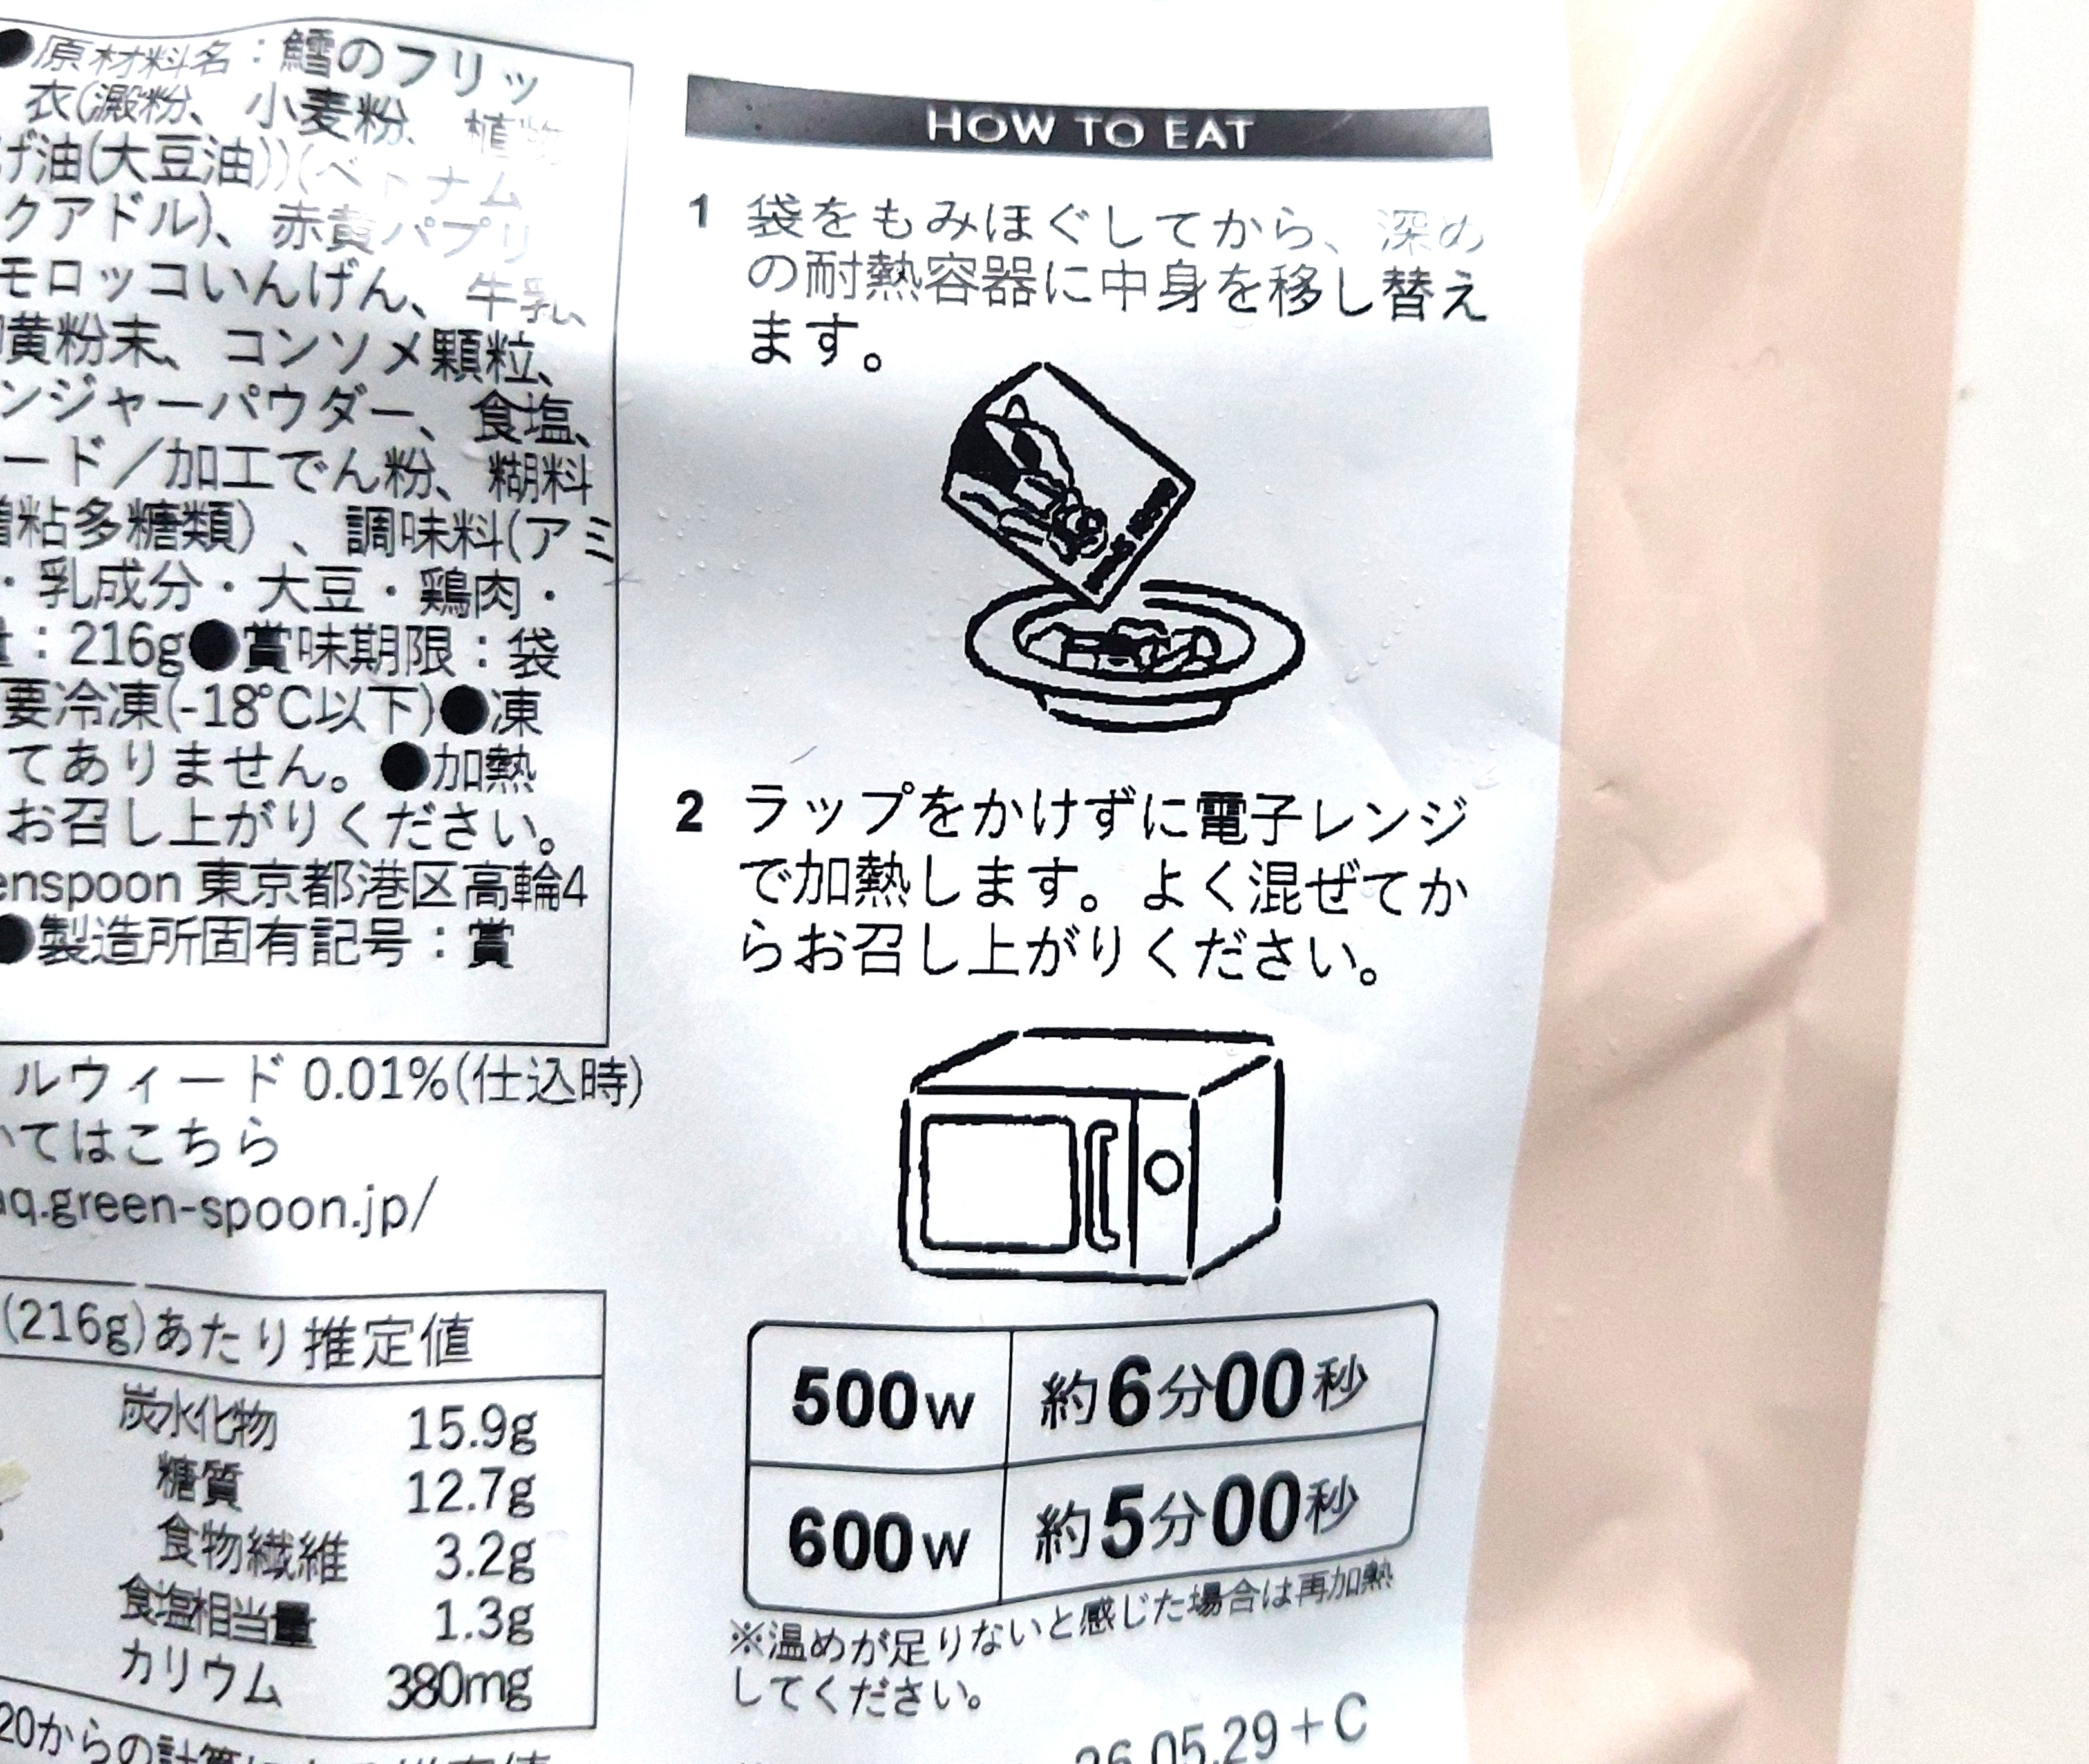 ●原材料名：鱈のフリッ
衣(澱粉、小麦粉、植物
げ油(大豆油))(ベトナム
クアドル)、赤黄パプリ
モロッコいんげん、牛乳、
黄粉末、コンソメ顆粒、
ンジャーパウダー、食塩、
ード／加工でん粉、糊料
増粘多糖類）、調味料(アミ
・乳成分・大豆・鶏肉・
：216g●賞味期限：袋
要冷凍(-18℃以下)●凍
てありません。●加熱
お召し上がりください。
enspoon 東京都港区高輪4
●製造所固有記号：賞
ルウィード 0.01%(仕込時)
いてはこちら
aq.green-spoon.jp/
(216g)あたり推定値
炭水化物 15.9g
糖質 12.7g
食物繊維 3.2g
食塩相当量 1.3g
カリウム 380mg
20からの計算
HOW TO EAT
1 袋をもみほぐしてから、深め
の耐熱容器に中身を移し替え
ます。
2 ラップをかけずに電子レンジ
で加熱します。よく混ぜてか
らお召し上がりください。
500W 約6分00秒
600W 約5分00秒
※温めが足りないと感じた場合は再加熱
してください。
26.05.29+C